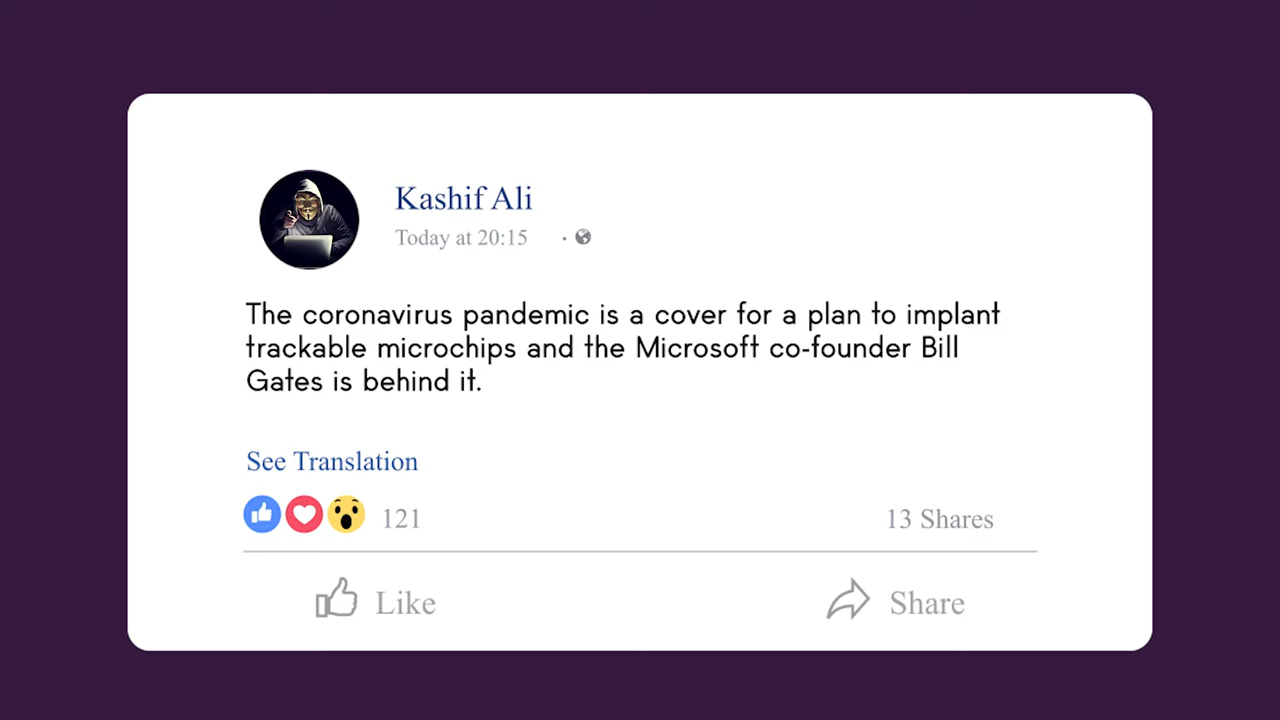 Kashif Ali
Today at 20:15 ·
The coronavirus pandemic is a cover for a plan to implant
trackable microchips and the Microsoft co-founder Bill
Gates is behind it.
See Translation
121
13 Shares
Like
Share